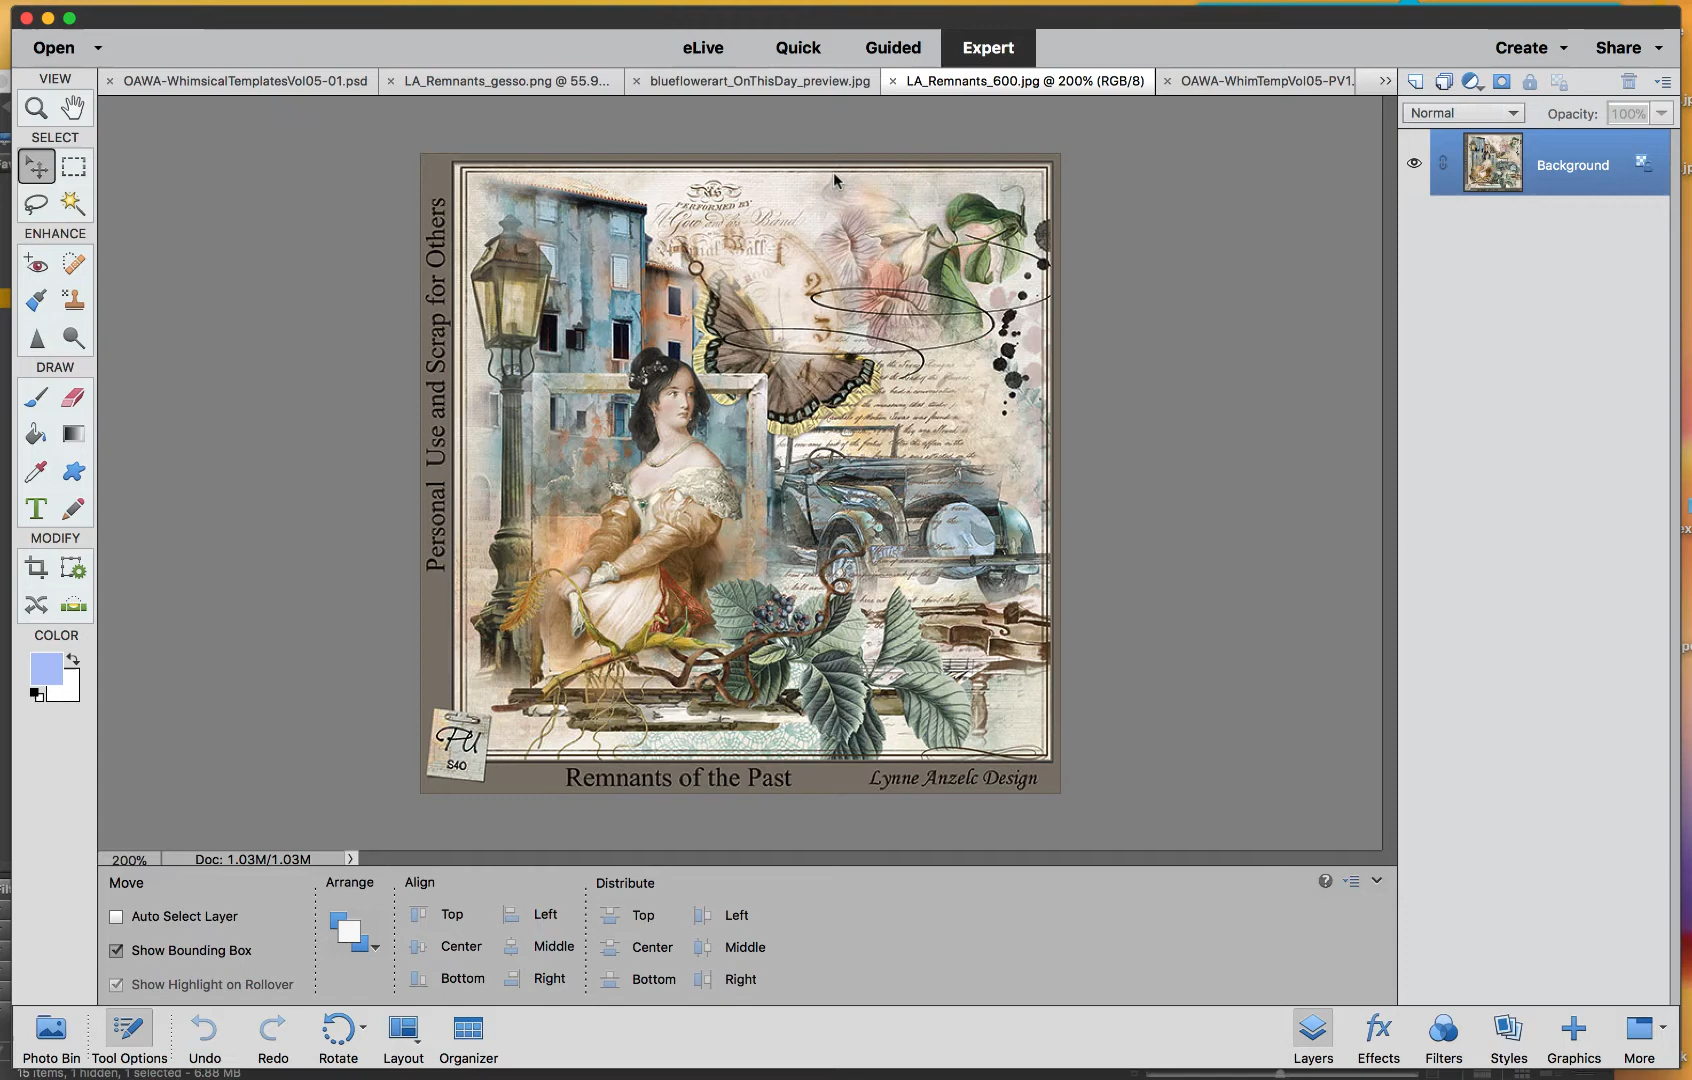 Open
eLive
Quick
Guided
Expert
Create
Share
VIEW
OAWA-WhimsicalTemplatesVol05-01.psd
LA_Remnants_gesso.png @ 55.9...
blueflowerart_OnThisDay_preview.jpg
LA_Remnants_600.jpg @ 200% (RGB/8)
OAWA-WhimTempVol05-PV1.
Normal
Opacity:
100%
SELECT
Background
ENHANCE
DRAW
MODIFY
COLOR
PERFORMED BY
Personal Use and Scrap for Others
2
3
PU
S4O
Remnants of the Past
Lynne Anzelc Design
200%
Doc: 1.03M/1.03M
Move
Arrange
Align
Distribute
Auto Select Layer
Top
Left
Top
Left
Show Bounding Box
Center
Middle
Center
Middle
Show Highlight on Rollover
Bottom
Right
Bottom
Right
Photo Bin
Tool Options
Undo
Redo
Rotate
Layout
Organizer
Layers
fx
Effects
Filters
Styles
Graphics
More
15 items, 1 hidden, 1 selected - 6.88 MB